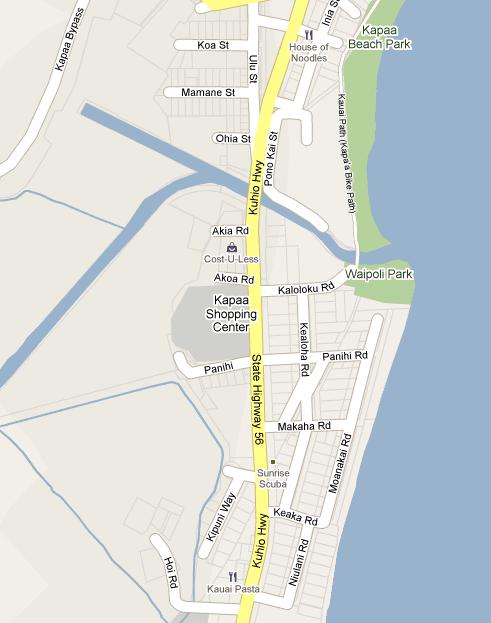 Inia St
Kapaa
Beach Park
Kapaa Bypass
Koa St
House of
Noodles
Ulu St
Mamane St
Kauai Path (Kapa'a Bike Path)
Ohia St
Pono Kai St
Kuhio Hwy
Akia Rd
Cost-U-Less
Waipoli Park
Akoa Rd
Kaloloku Rd
Kapaa
Shopping
Center
Kealoha Rd
State Highway 56
Panihi
Panihi Rd
Makaha Rd
Moanakai Rd
Sunrise
Scuba
Kipuni Way
Keaka Rd
Kuhio Hwy
Niulani Rd
Hoi Rd
Kauai Pasta